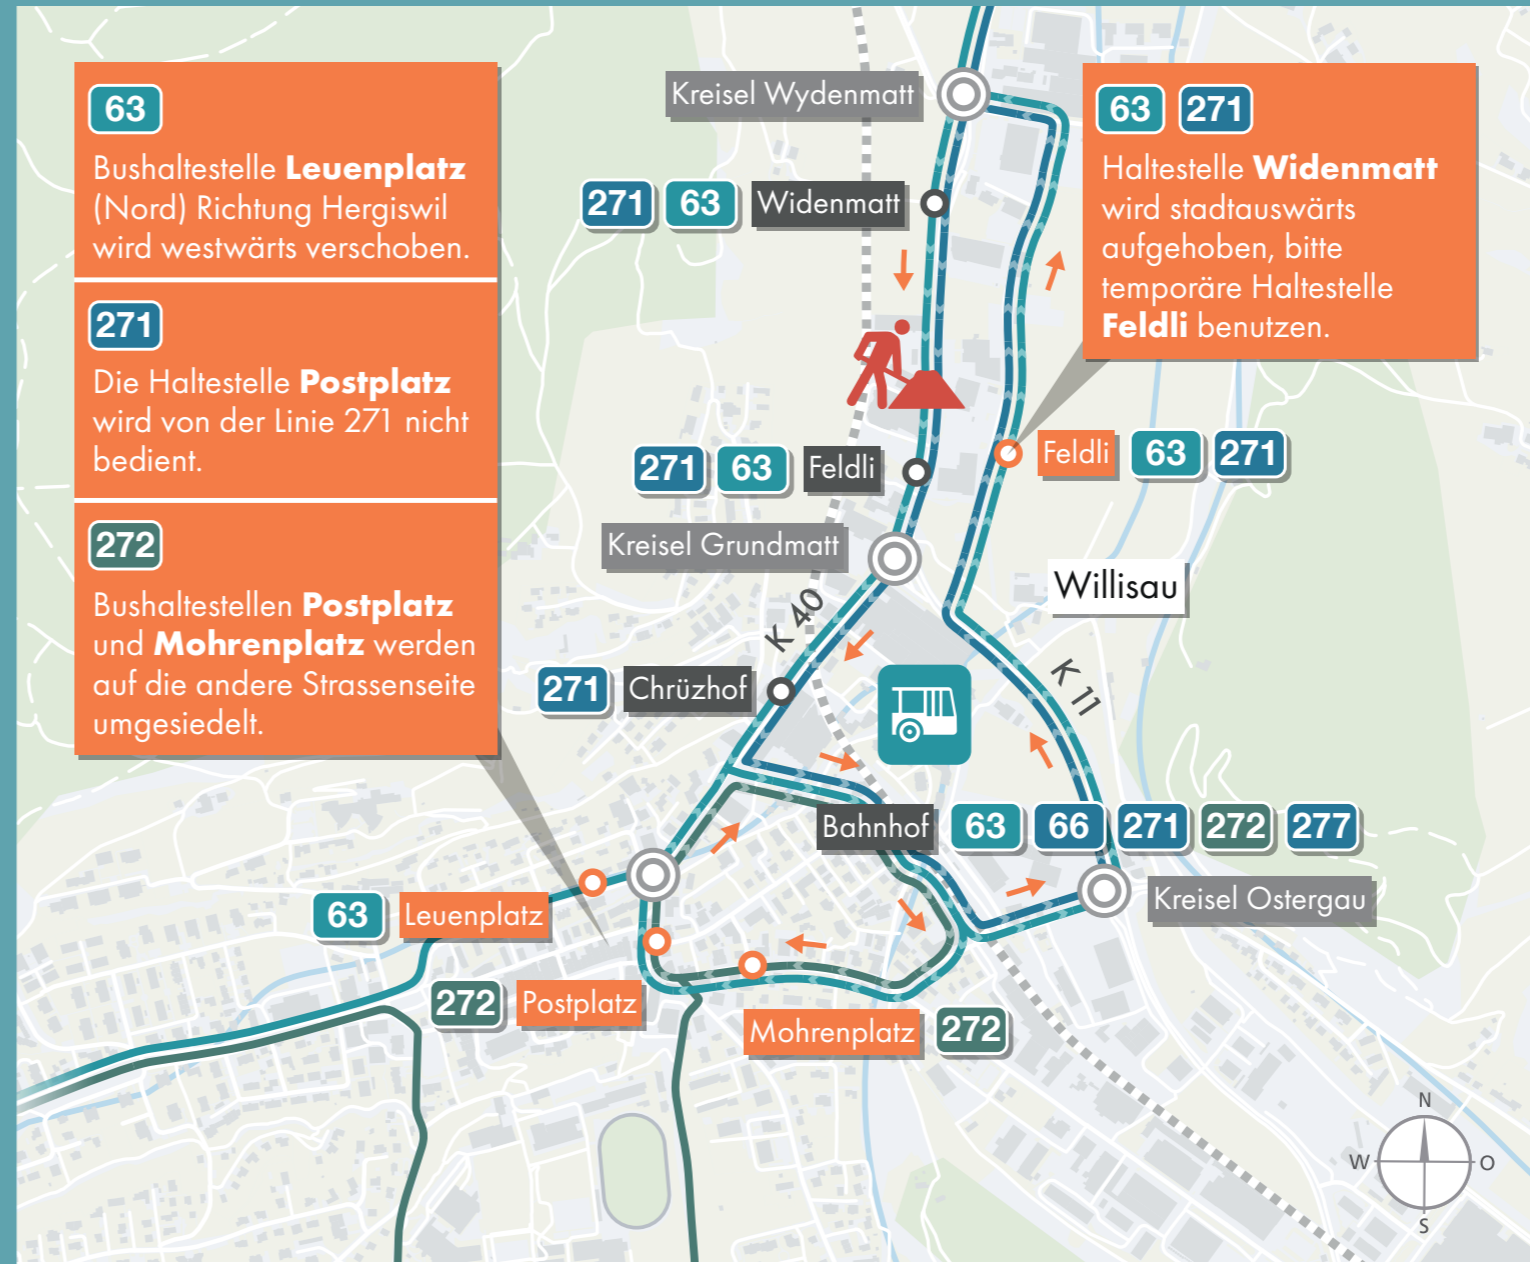 63
Bushaltestelle Leuenplatz
(Nord) Richtung Hergiswil
wird westwärts verschoben.
271
Die Haltestelle Postplatz
wird von der Linie 271 nicht
bedient.
272
Bushaltestellen Postplatz
und Mohrenplatz werden
auf die andere Strassenseite
umgesiedelt.
Kreisel Wydenmatt
63 271
Haltestelle Widenmatt
wird stadtauswärts
aufgehoben, bitte
temporäre Haltestelle
Feldli benutzen.
271 63 Widenmatt
271 63 Feldli
Feldli 63 271
Kreisel Grundmatt
Willisau
K 40
K 11
271 Chrüzhof
Bahnhof 63 66 271 272 277
Kreisel Ostergau
63 Leuenplatz
272 Postplatz
Mohrenplatz 272
N
W O
S